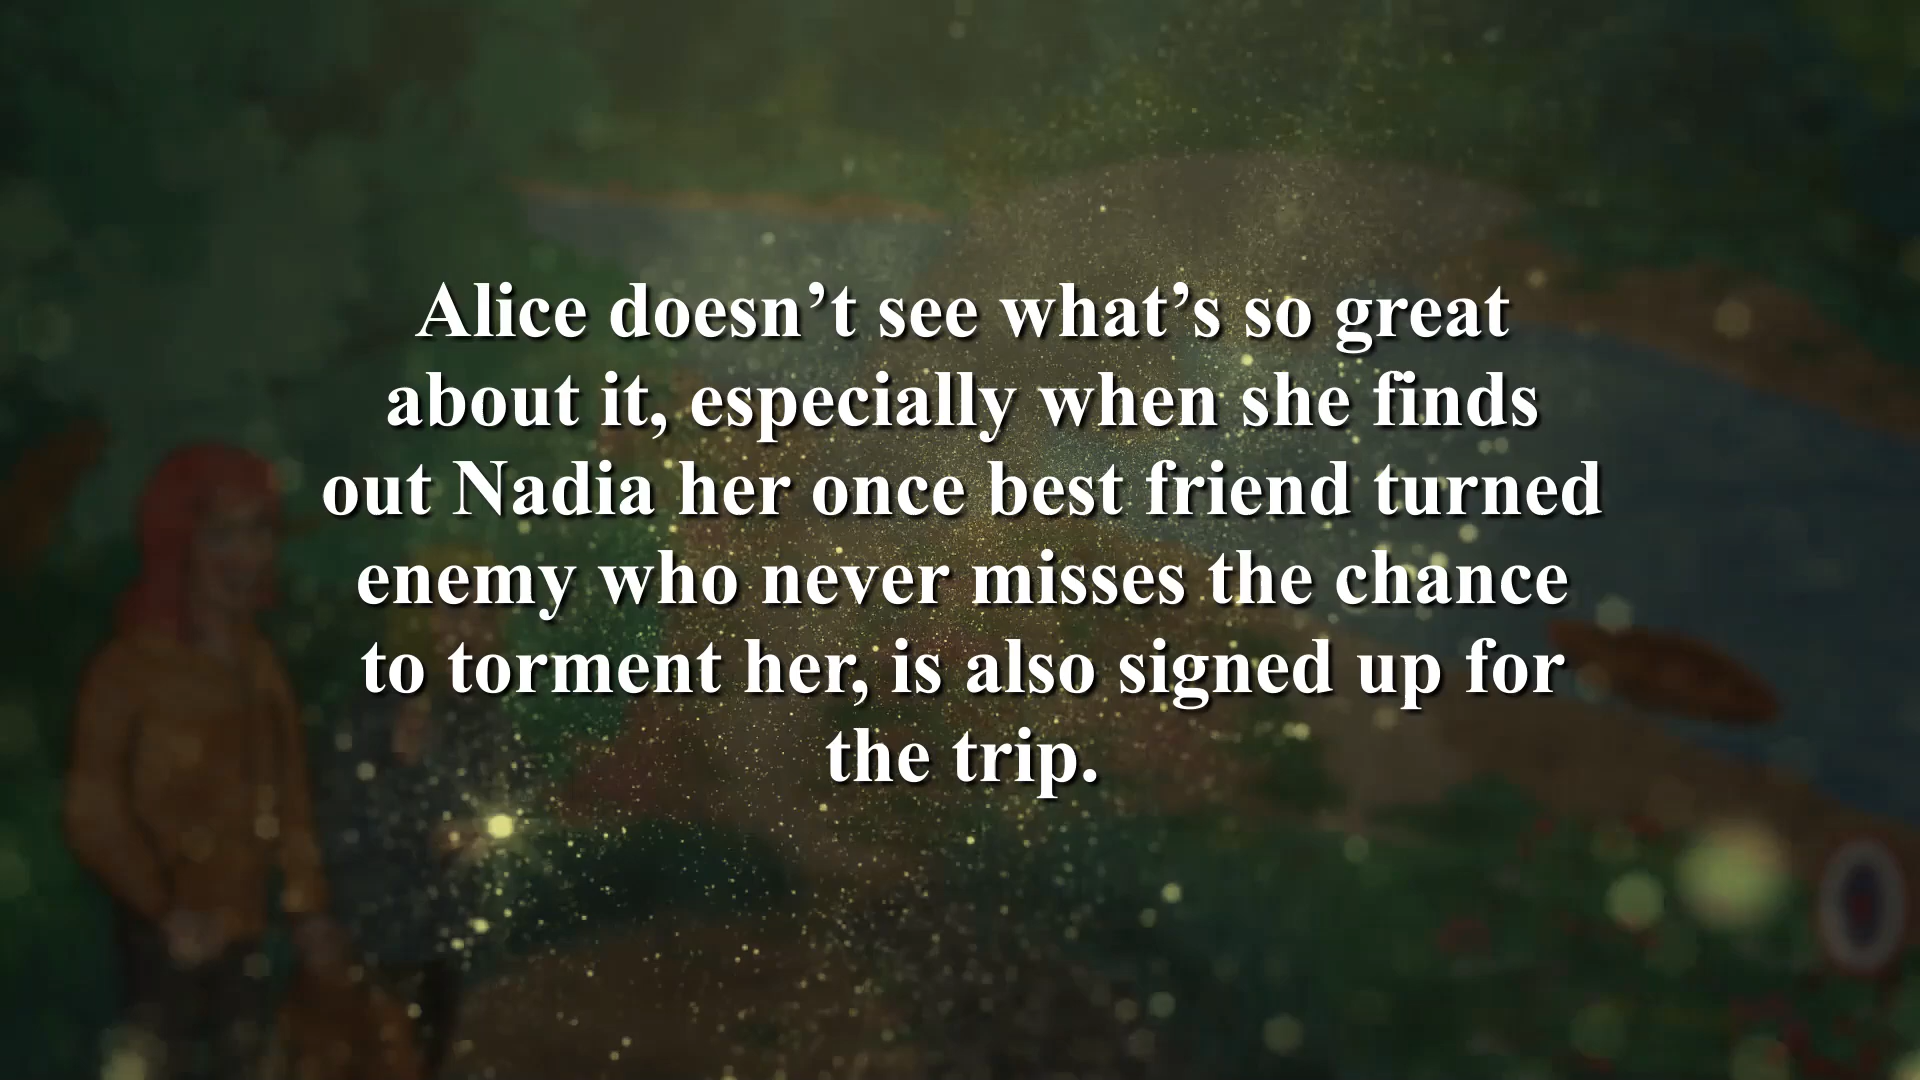 Alice doesn’t see what’s so great
about it, especially when she finds
out Nadia her once best friend turned
enemy who never misses the chance
to torment her, is also signed up for
the trip.